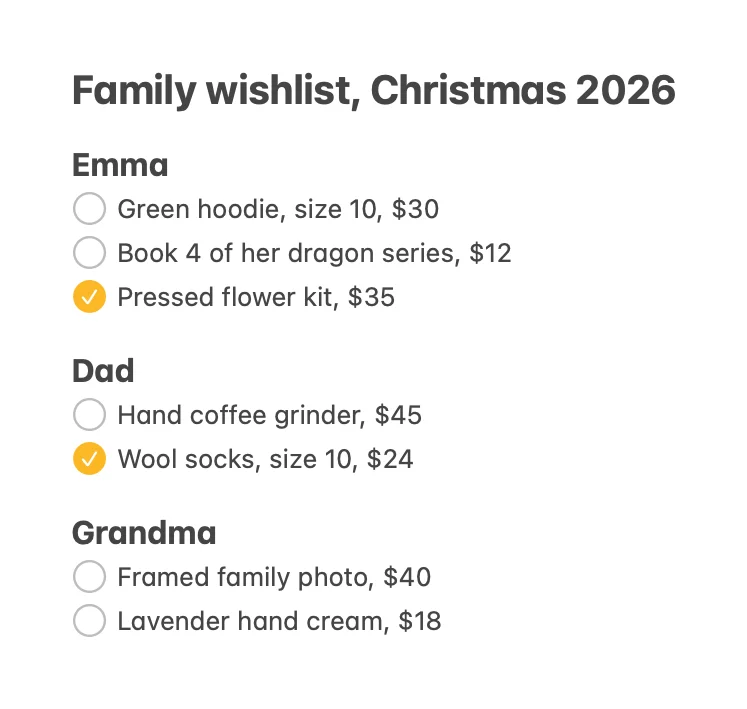 Family wishlist, Christmas 2026
Emma
Green hoodie, size 10, $30
Book 4 of her dragon series, $12
Pressed flower kit, $35
Dad
Hand coffee grinder, $45
Wool socks, size 10, $24
Grandma
Framed family photo, $40
Lavender hand cream, $18